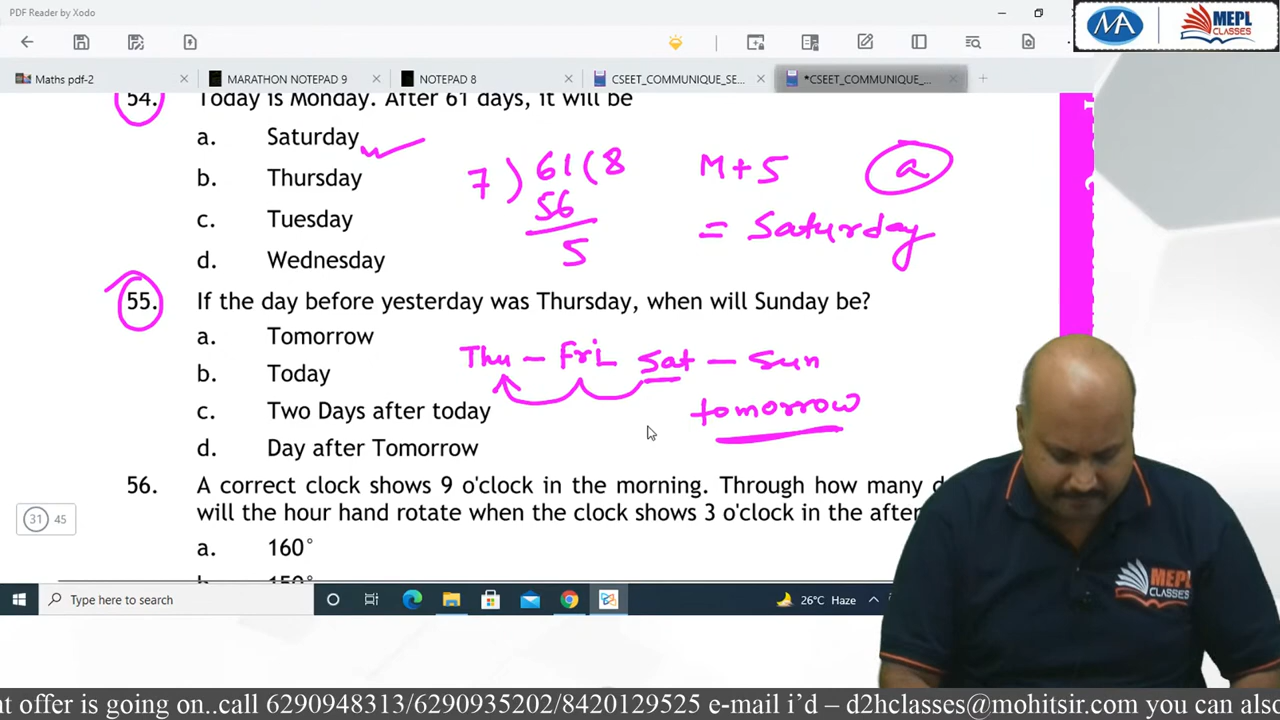 PDF Reader by Xodo
MA
MEPL
CLASSES
Maths pdf-2
MARATHON NOTEPAD 9
NOTEPAD 8
CSEET_COMMUNIQUE_SE...
*CSEET_COMMUNIQUE_...
54. Today is Monday. After 61 days, it will be
a. Saturday
b. Thursday
c. Tuesday
d. Wednesday
7 ) 61 ( 8
56
5
M+5
= Saturday
a
55. If the day before yesterday was Thursday, when will Sunday be?
a. Tomorrow
b. Today
c. Two Days after today
d. Day after Tomorrow
Thu – Fri Sat – Sun
tomorrow
56. A correct clock shows 9 o'clock in the morning. Through how many d
will the hour hand rotate when the clock shows 3 o'clock in the after
a. 160°
b. 150°
31 45
MEPL
CLASSES
Type here to search
26°C Haze
nt offer is going on..call 6290948313/6290935202/8420129525 e-mail i'd – d2hclasses@mohitsir.com you can also